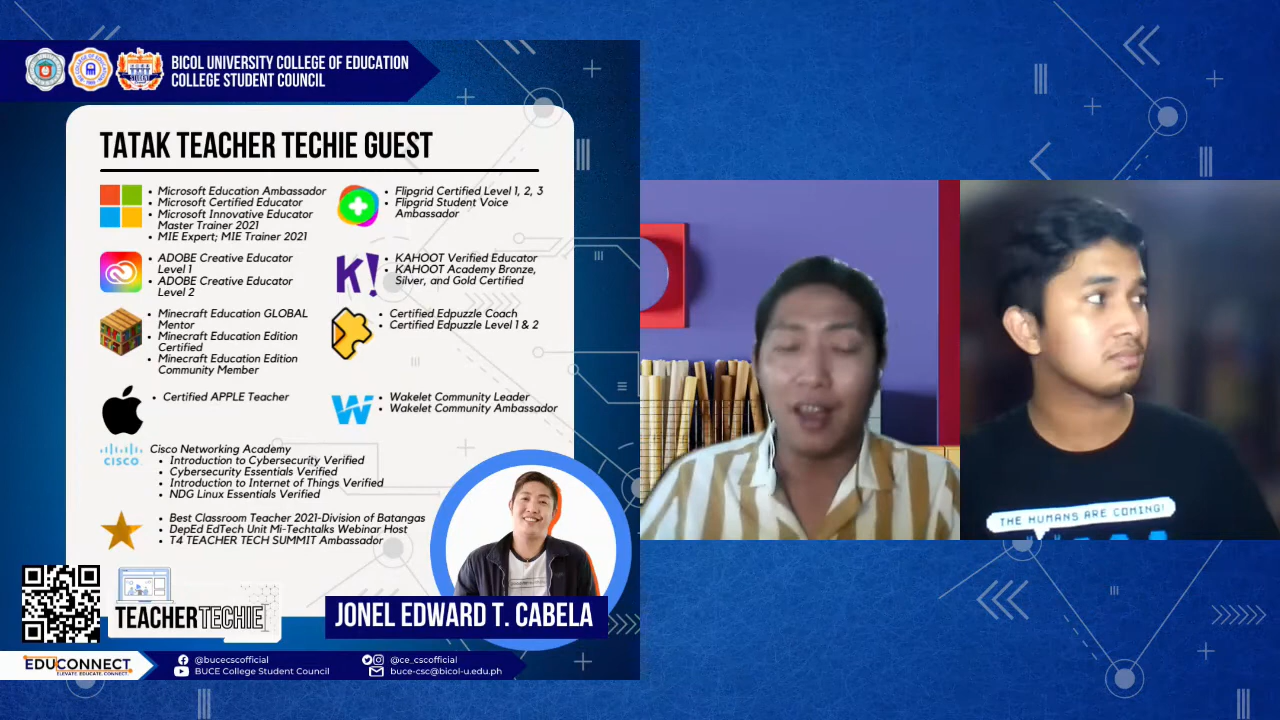 BICOL UNIVERSITY COLLEGE OF EDUCATION
COLLEGE STUDENT COUNCIL
TATAK TEACHER TECHIE GUEST
• Microsoft Education Ambassador
• Microsoft Certified Educator
• Microsoft Innovative Educator
Master Trainer 2021
• MIE Expert; MIE Trainer 2021
• Flipgrid Certified Level 1, 2, 3
• Flipgrid Student Voice
Ambassador
• ADOBE Creative Educator
Level 1
• ADOBE Creative Educator
Level 2
K!
• KAHOOT Verified Educator
• KAHOOT Academy Bronze,
Silver, and Gold Certified
• Minecraft Education GLOBAL
Mentor
• Minecraft Education Edition
Certified
• Minecraft Education Edition
Community Member
• Certified Edpuzzle Coach
• Certified Edpuzzle Level 1 & 2
• Certified APPLE Teacher
W
• Wakelet Community Leader
• Wakelet Community Ambassador
CISCO
Cisco Networking Academy
• Introduction to Cybersecurity Verified
• Cybersecurity Essentials Verified
• Introduction to Internet of Things Verified
• NDG Linux Essentials Verified
• Best Classroom Teacher 2021-Division of Batangas
• DepEd EdTech Unit Mi-Techtalks Webinar Host
• T4 TEACHER TECH SUMMIT Ambassador
TEACHERTECHIE
JONEL EDWARD T. CABELA
EDUCONNECT
ELEVATE. EDUCATE. CONNECT.
@bucecscofficial
BUCE College Student Council
@ce_cscofficial
buce-csc@bicol-u.edu.ph
THE HUMANS ARE COMING!